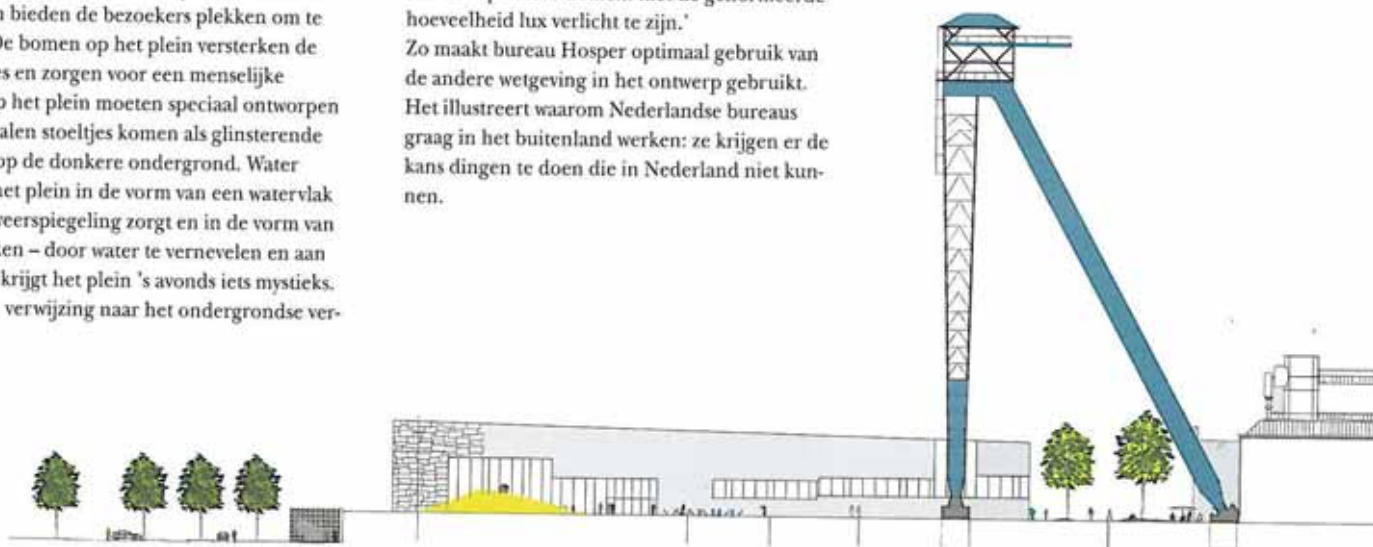 bieden de bezoekers plekken om te
De bomen op het plein versterken de
en zorgen voor een menselijke
het plein moeten speciaal ontworpen
stoeltjes komen als glinsterende
op de donkere ondergrond. Water
plein in de vorm van een watervlak
zorgt en in de vorm van
– door water te vernevelen en aan
krijgt het plein 's avonds iets mystieks.
verwijzing naar het ondergrondse ver-
hoeveelheid lux verlicht te zijn.'
Zo maakt bureau Hosper optimaal gebruik van
de andere wetgeving in het ontwerp gebruikt.
Het illustreert waarom Nederlandse bureaus
graag in het buitenland werken: ze krijgen er de
kans dingen te doen die in Nederland niet kun-
nen.